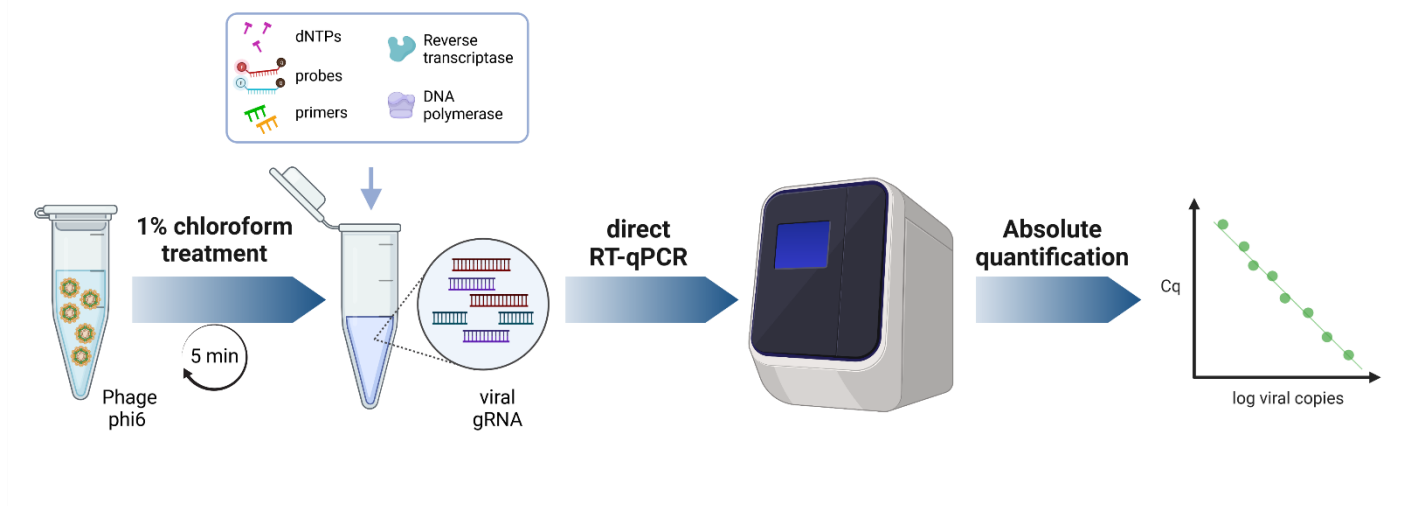 dNTPs
probes
primers
Reverse
transcriptase
DNA
polymerase
1% chloroform
treatment
5 min
Phage
phi6
viral
gRNA
direct
RT-qPCR
Absolute
quantification
Cq
log viral copies